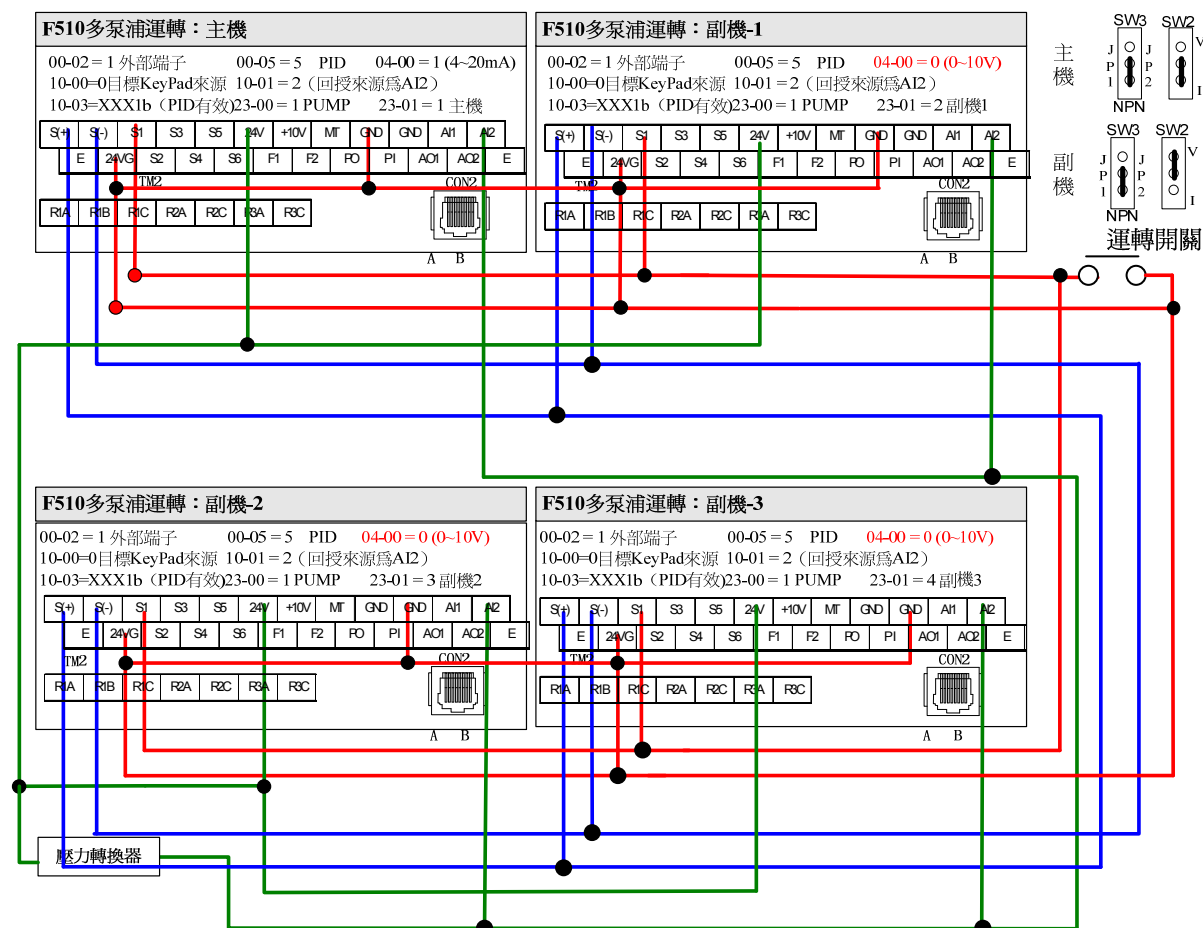 F510多泵浦運轉：主機
00-02 = 1 外部端子 00-05 = 5 PID 04-00 = 1 (4~20mA)
10-00=0目標KeyPad來源 10-01 = 2（回授來源爲AI2）
10-03=XXX1b（PID有效)23-00 = 1 PUMP 23-01 = 1 主機
S(+) S(-) S1 S3 S5 24V +10V MT GND GND AI1 AI2
E 24VG S2 S4 S6 F1 F2 PO PI AO1 AO2 E
TM2 CON2
R1A R1B R1C R2A R2C R3A R3C
A B
F510多泵浦運轉：副機-1
00-02 = 1 外部端子 00-05 = 5 PID 04-00 = 0 (0~10V)
10-00=0目標KeyPad來源 10-01 = 2（回授來源爲AI2）
10-03=XXX1b（PID有效)23-00 = 1 PUMP 23-01 = 2 副機1
S(+) S(-) S1 S3 S5 24V +10V MT GND GND AI1 AI2
E 24VG S2 S4 S6 F1 F2 PO PI AO1 AO2 E
TM2 CON2
R1A R1B R1C R2A R2C R3A R3C
A B
主機
SW3 SW2
JP1 JP2 V I
NPN
副機
SW3 SW2
JP1 JP2 V I
NPN
運轉開關
F510多泵浦運轉：副機-2
00-02 = 1 外部端子 00-05 = 5 PID 04-00 = 0 (0~10V)
10-00=0目標KeyPad來源 10-01 = 2（回授來源爲AI2）
10-03=XXX1b（PID有效)23-00 = 1 PUMP 23-01 = 3 副機2
S(+) S(-) S1 S3 S5 24V +10V MT GND GND AI1 AI2
E 24VG S2 S4 S6 F1 F2 PO PI AO1 AO2 E
TM2 CON2
R1A R1B R1C R2A R2C R3A R3C
A B
F510多泵浦運轉：副機-3
00-02 = 1 外部端子 00-05 = 5 PID 04-00 = 0 (0~10V)
10-00=0目標KeyPad來源 10-01 = 2（回授來源爲AI2）
10-03=XXX1b（PID有效)23-00 = 1 PUMP 23-01 = 4 副機3
S(+) S(-) S1 S3 S5 24V +10V MT GND GND AI1 AI2
E 24VG S2 S4 S6 F1 F2 PO PI AO1 AO2 E
TM2 CON2
R1A R1B R1C R2A R2C R3A R3C
A B
壓力轉換器